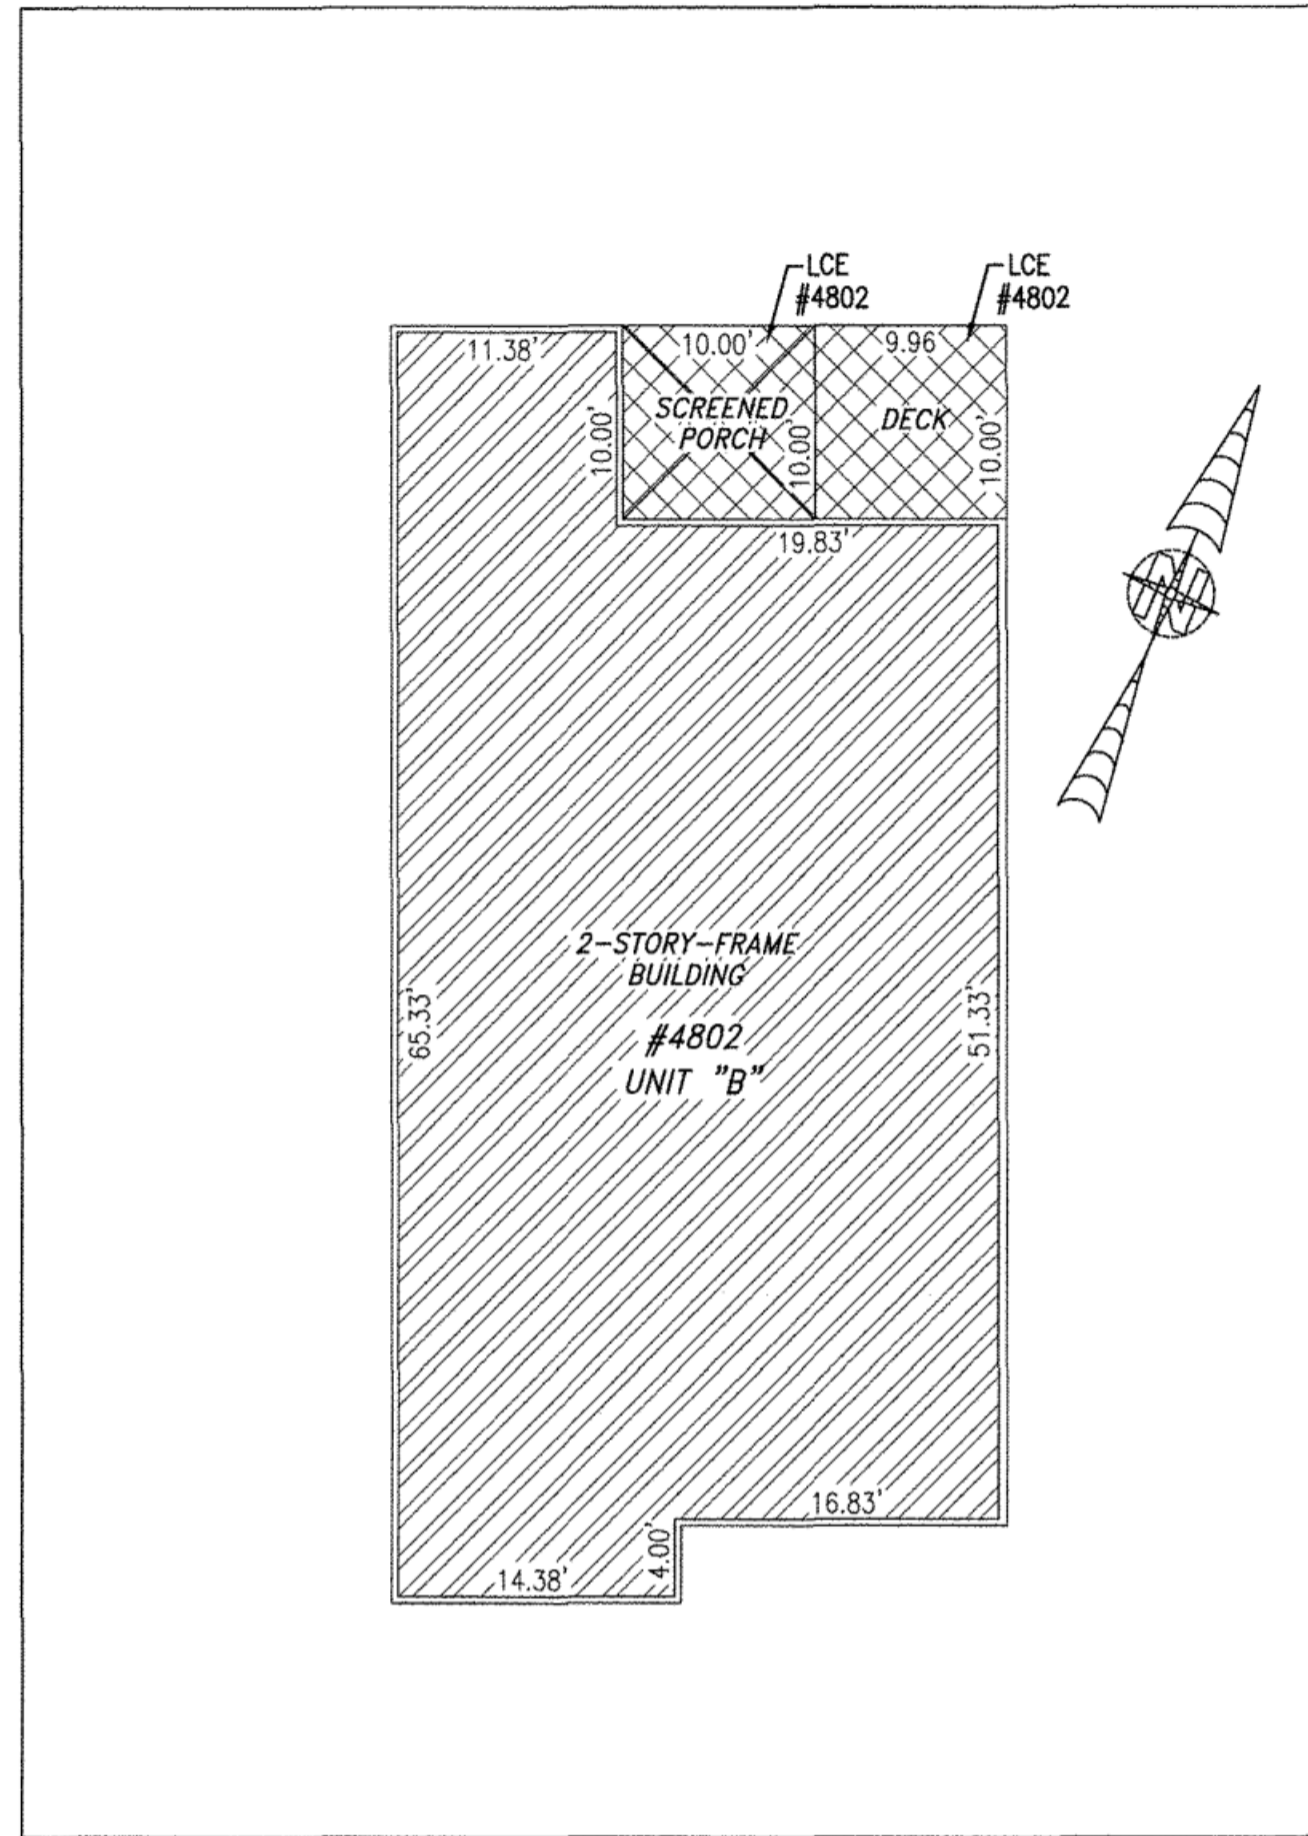 LCE
#4802
LCE
#4802
11.38'
10.00'
9.96
10.00'
SCREENED
PORCH
10.00'
DECK
10.00'
19.83'
N
2-STORY-FRAME
BUILDING
65.33'
51.33'
#4802
UNIT "B"
16.83'
4.00'
14.38'